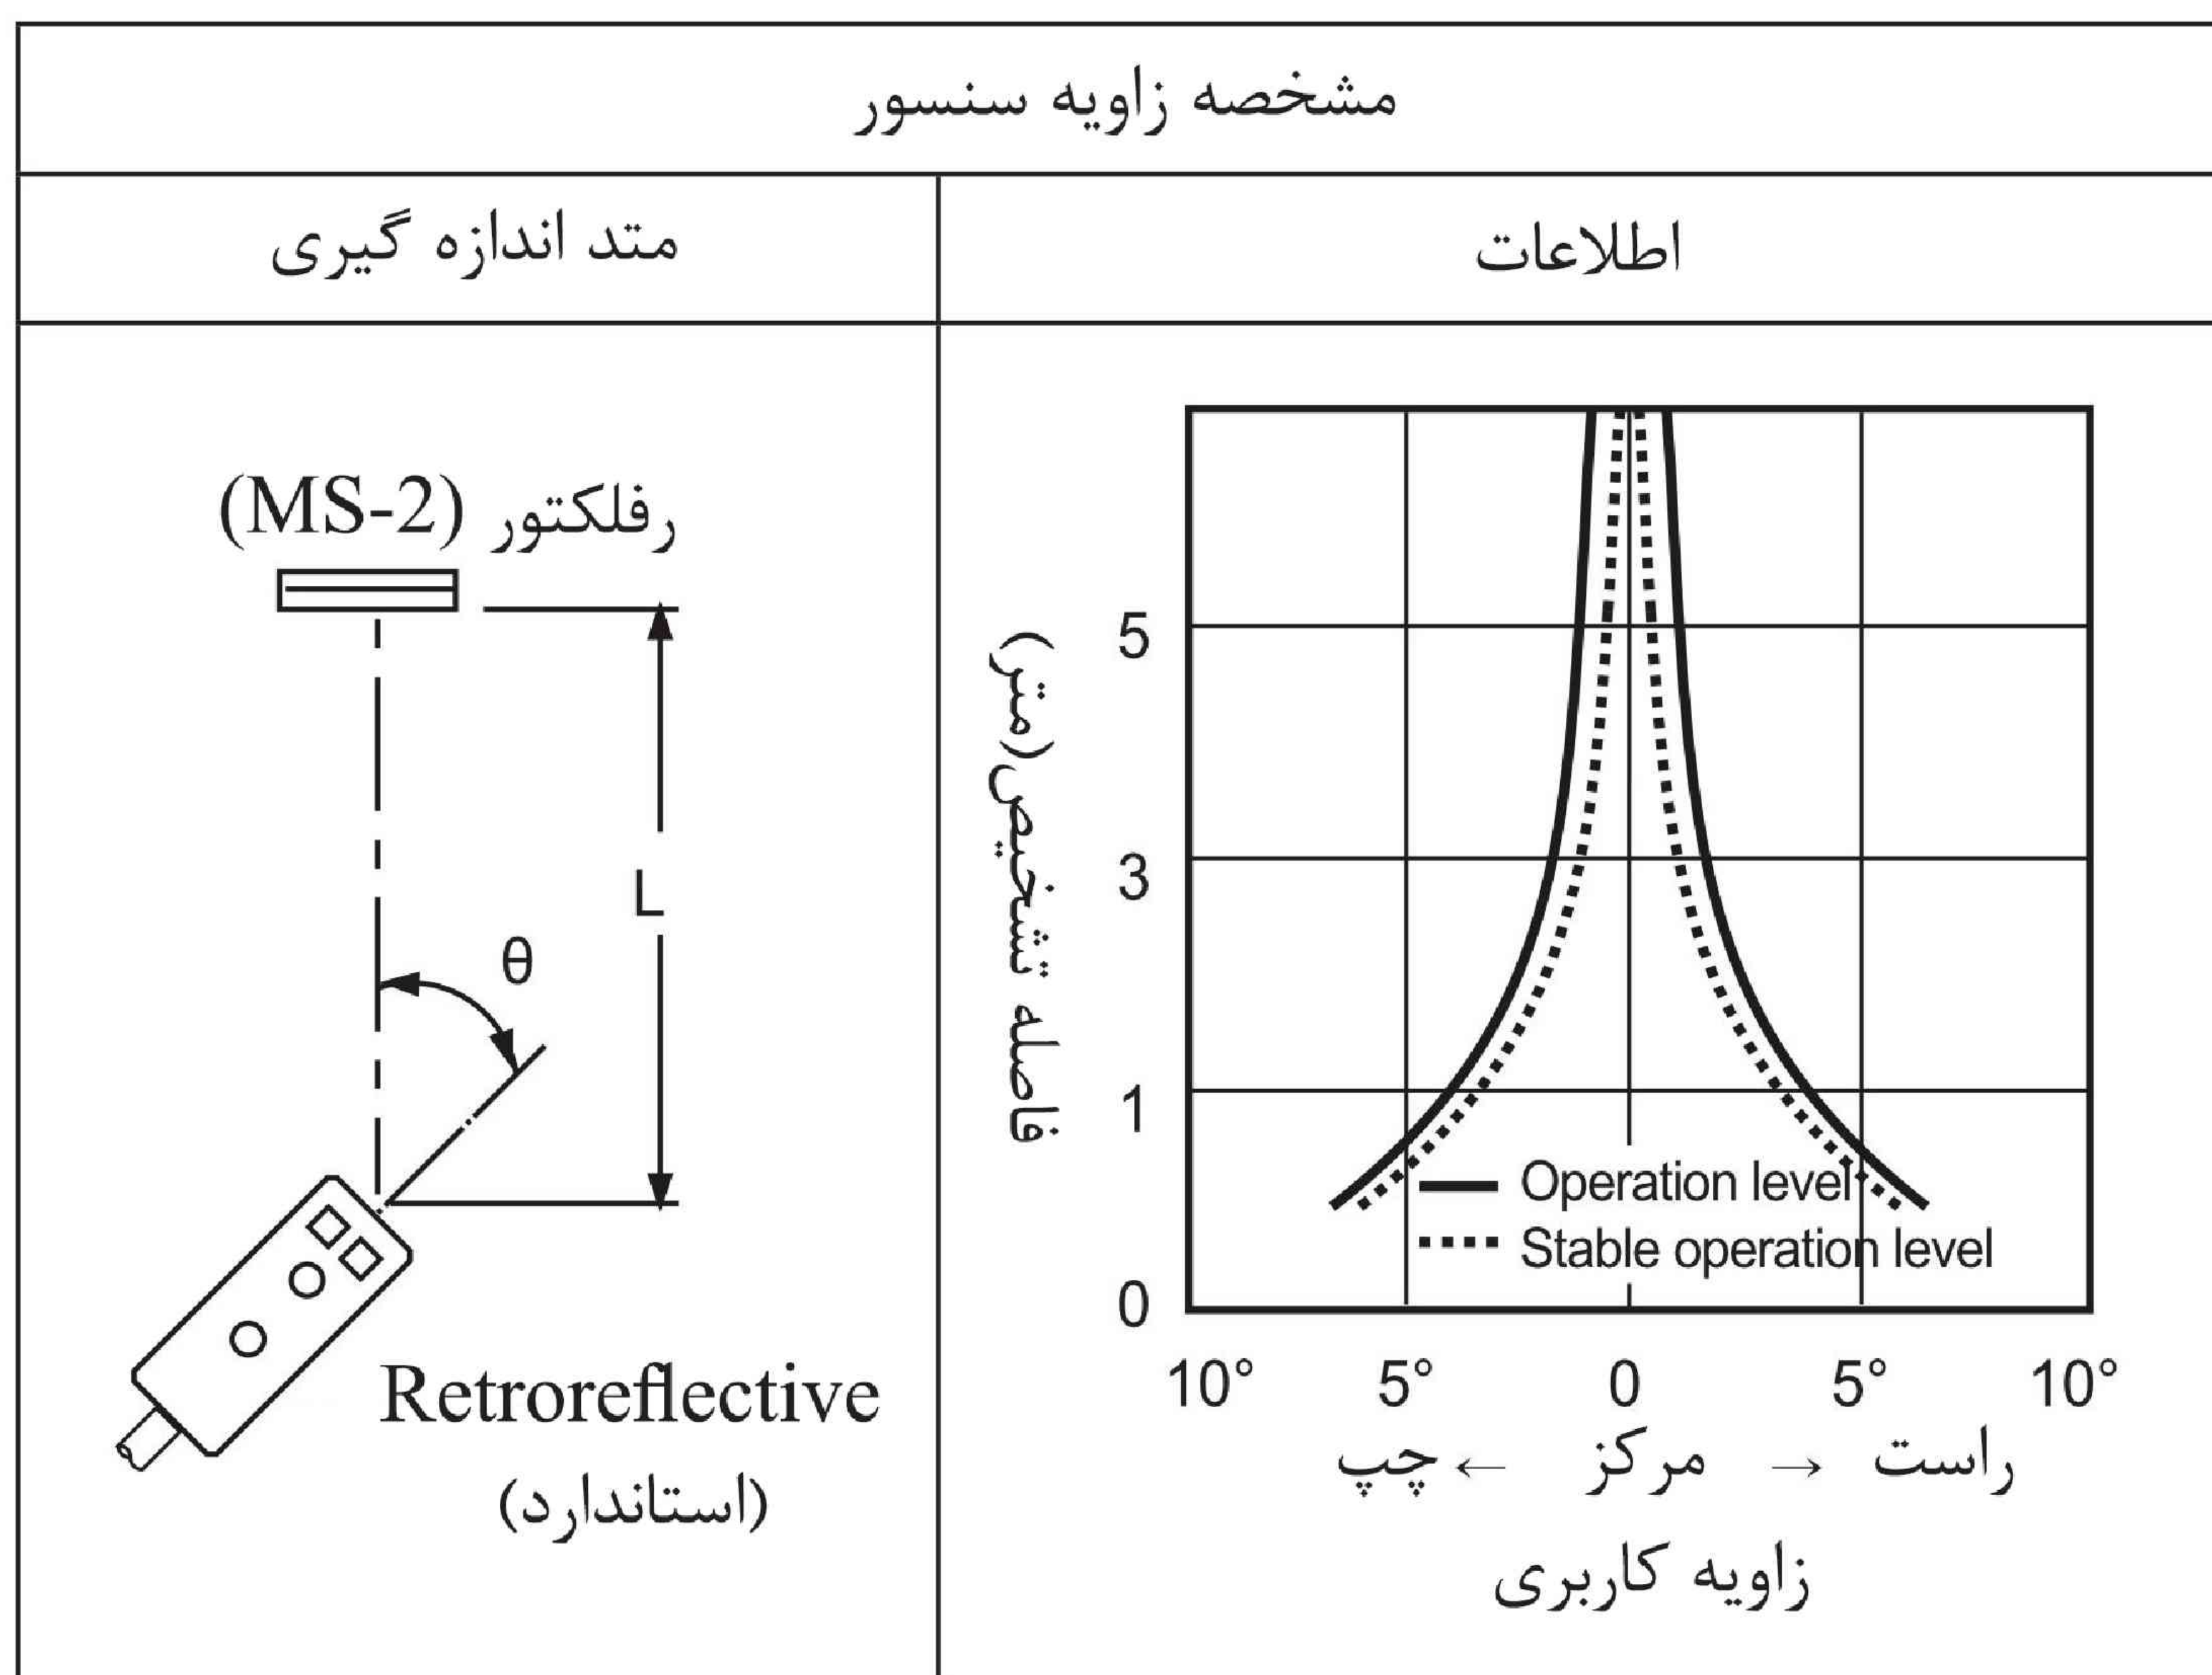 مشخصه زاویه سنسور
متد اندازه گیری
اطلاعات
رفلکتور (MS-2)
L
θ
Retroreflective
(استاندارد)
فاصله تشخیص(متر)
5
3
1
0
Operation level
Stable operation level
10° 5° 0 5° 10°
راست → مرکز ← چپ
زاویه کاربری